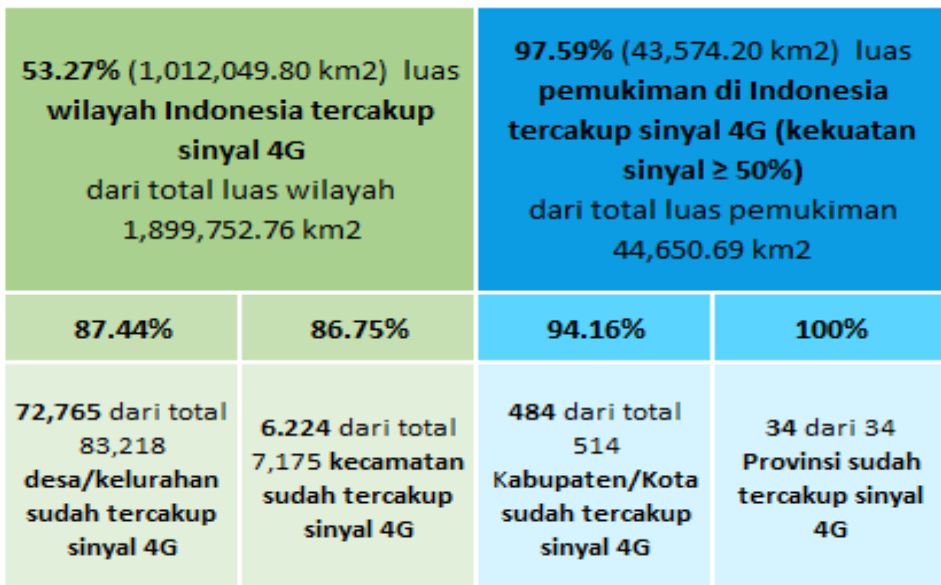 53.27% (1,012,049.80 km2) luas
wilayah Indonesia tercakup
sinyal 4G
dari total luas wilayah
1,899,752.76 km2
97.59% (43,574.20 km2) luas
pemukiman di Indonesia
tercakup sinyal 4G (kekuatan
sinyal ≥ 50%)
dari total luas pemukiman
44,650.69 km2
87.44%
86.75%
94.16%
100%
72,765 dari total
83,218
desa/kelurahan
sudah tercakup
sinyal 4G
6.224 dari total
7,175 kecamatan
sudah tercakup
sinyal 4G
484 dari total
514
Kabupaten/Kota
sudah tercakup
sinyal 4G
34 dari 34
Provinsi sudah
tercakup sinyal
4G